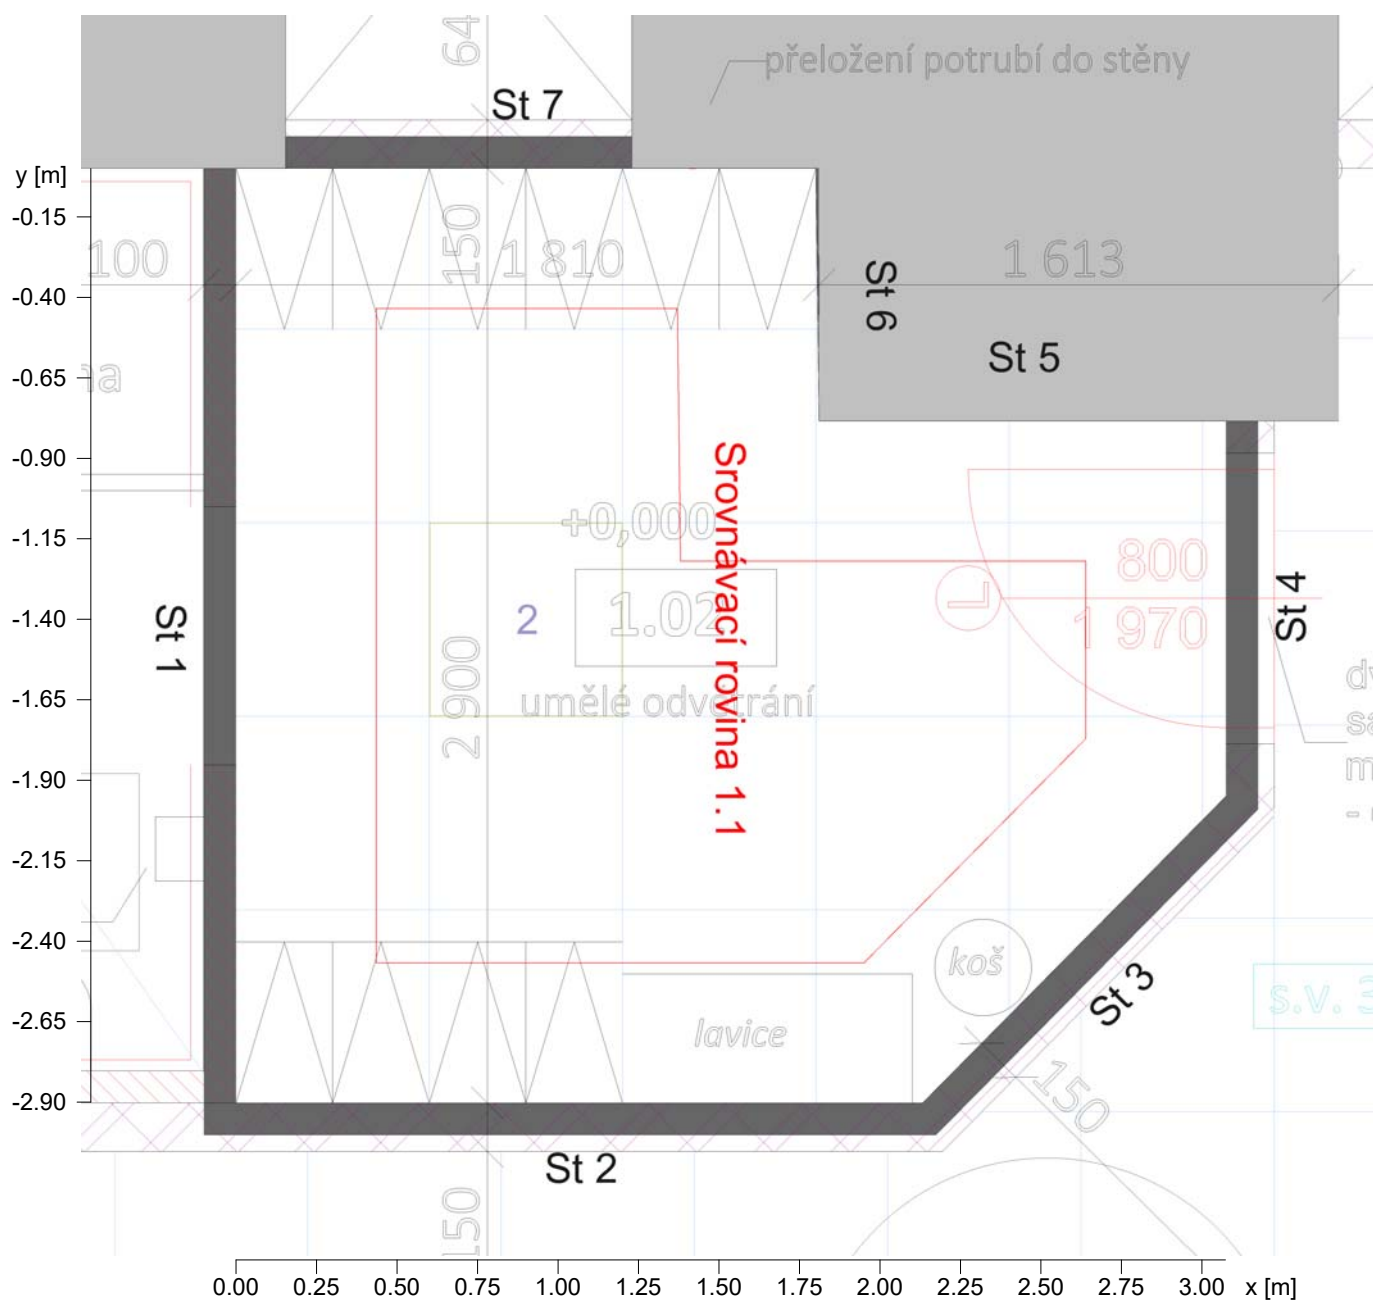 64
přeložení potrubí do stěny
St 7
y [m]
-0.15
150
100
1 810
1 613
-0.40
St 6
St 5
-0.65
-0.90
Srovnávací rovina 1.1
+0,000
-1.15
800
-1.40
St 1
2
1.02
1 970
St 4
-1.65
2 900
umělé odvětrání
-1.90
-2.15
-2.40
koš
St 3
s.v. 3
-2.65
lavice
150
-2.90
St 2
150
0.00 0.25 0.50 0.75 1.00 1.25 1.50 1.75 2.00 2.25 2.50 2.75 3.00 x [m]